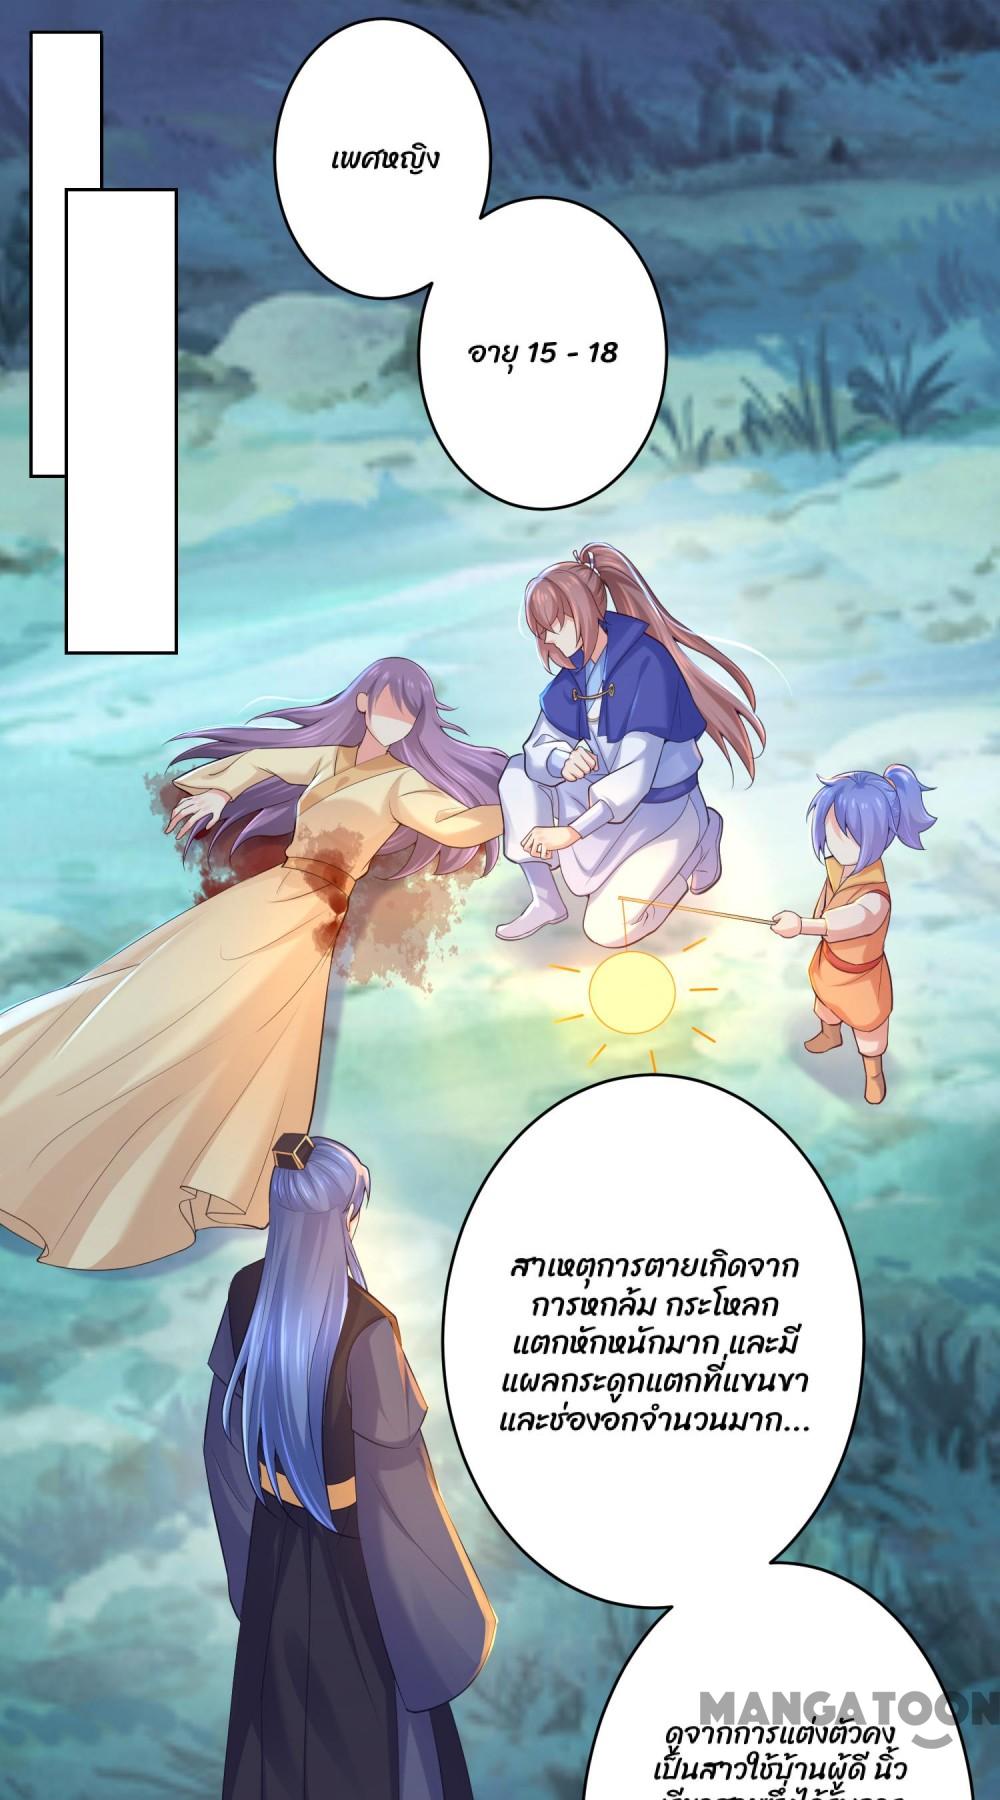 เพศหญิง
อายุ 15 - 18
สาเหตุการตายเกิดจาก
การหกล้ม กระโหลก
แตกหักหนักมาก และมี
แผลกระดูกแตกที่แขนขา
และช่องอกจำนวนมาก...
MANGATOON
ดูจากการแต่งตัวคง
เป็นสาวใช้บ้านผู้ดี นิ้ว